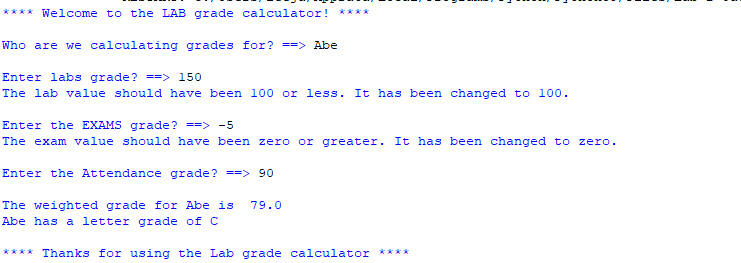 **** Welcome to the LAB grade calculator! ****
Who are we calculating grades for? ==> Abe
Enter labs grade? ==> 150
The lab value should have been 100 or less. It has been changed to 100.
Enter the EXAMS grade? ==> -5
The exam value should have been zero or greater. It has been changed to zero.
Enter the Attendance grade? ==> 90
The weighted grade for Abe is  79.0
Abe has a letter grade of C
**** Thanks for using the Lab grade calculator ****